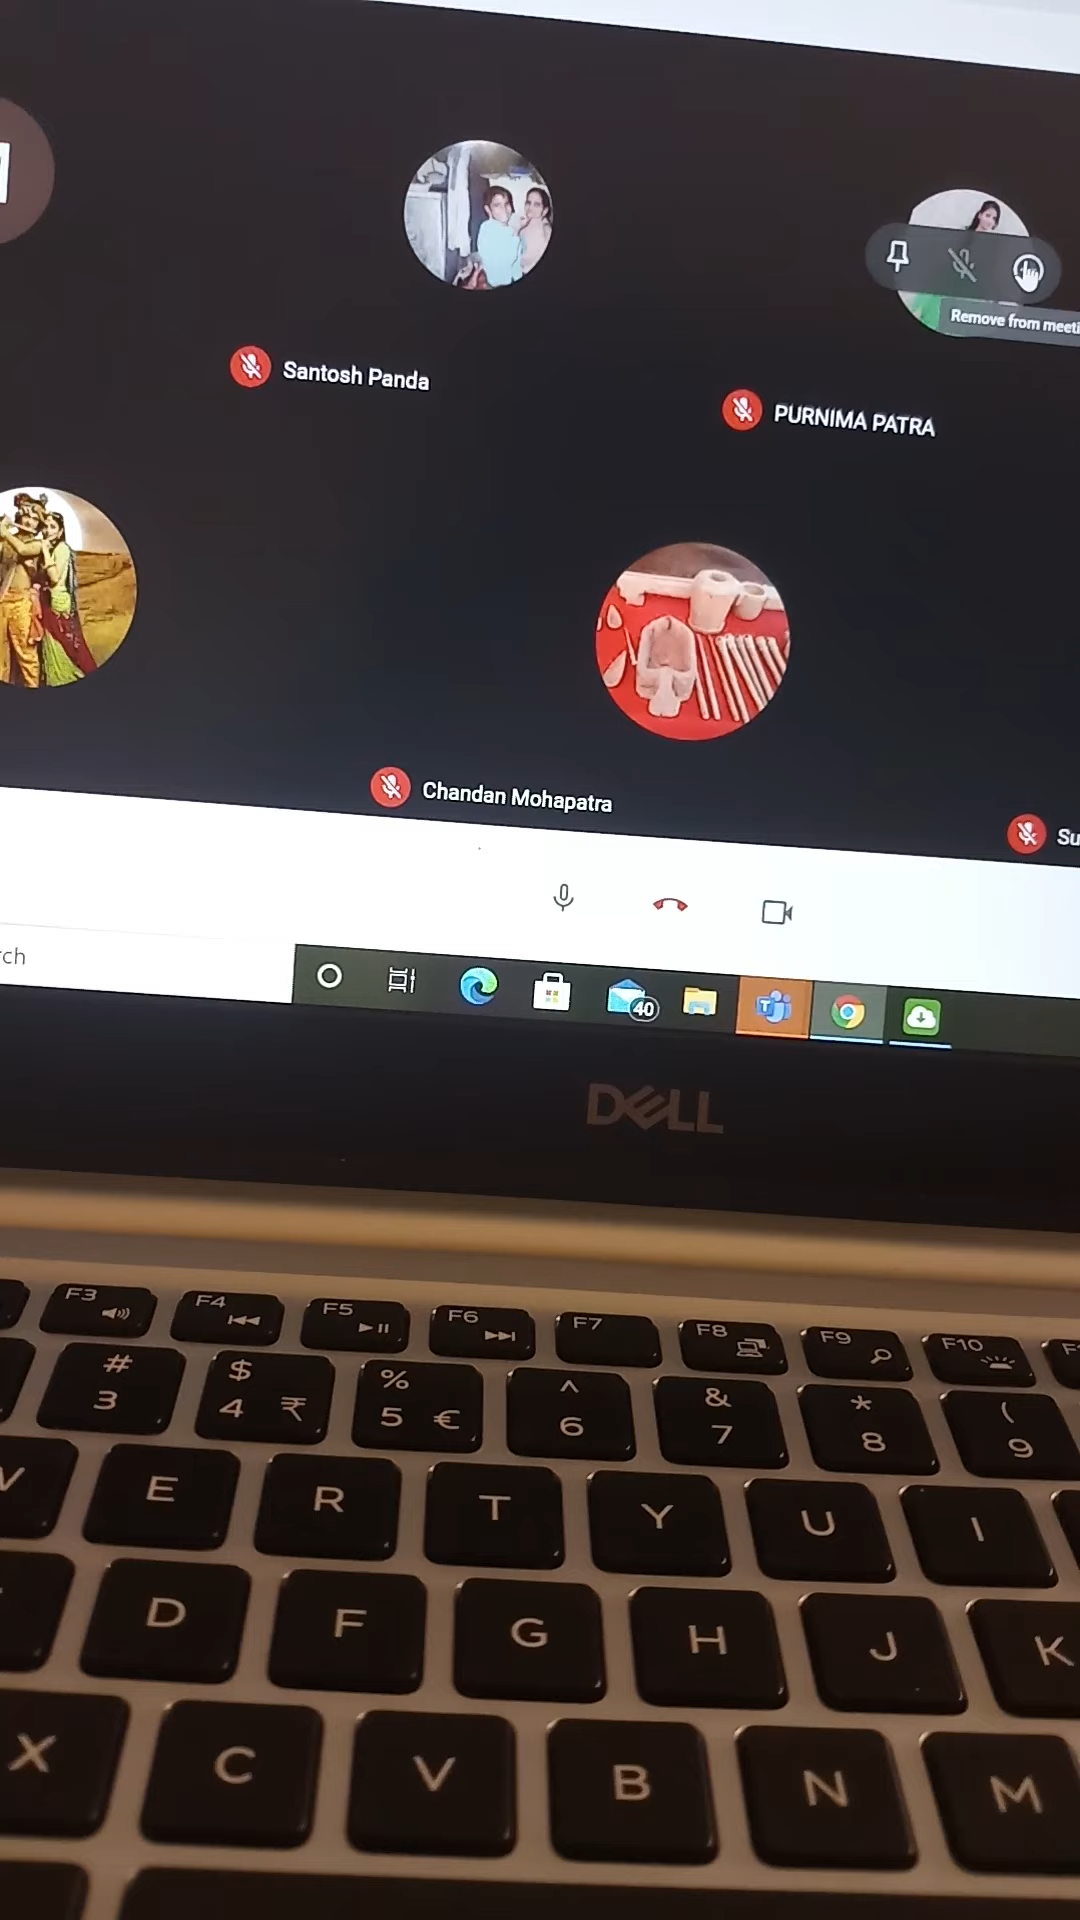 Remove from meeti
Santosh Panda
PURNIMA PATRA
Chandan Mohapatra
Su
rch
40
T
DELL
F3 F4 F5 F6 F7 F8 F9 F10
# $ % ^ & * (
3 4 ₹ 5 € 6 7 8 9
E R T Y U I
D F G H J K
X C V B N M